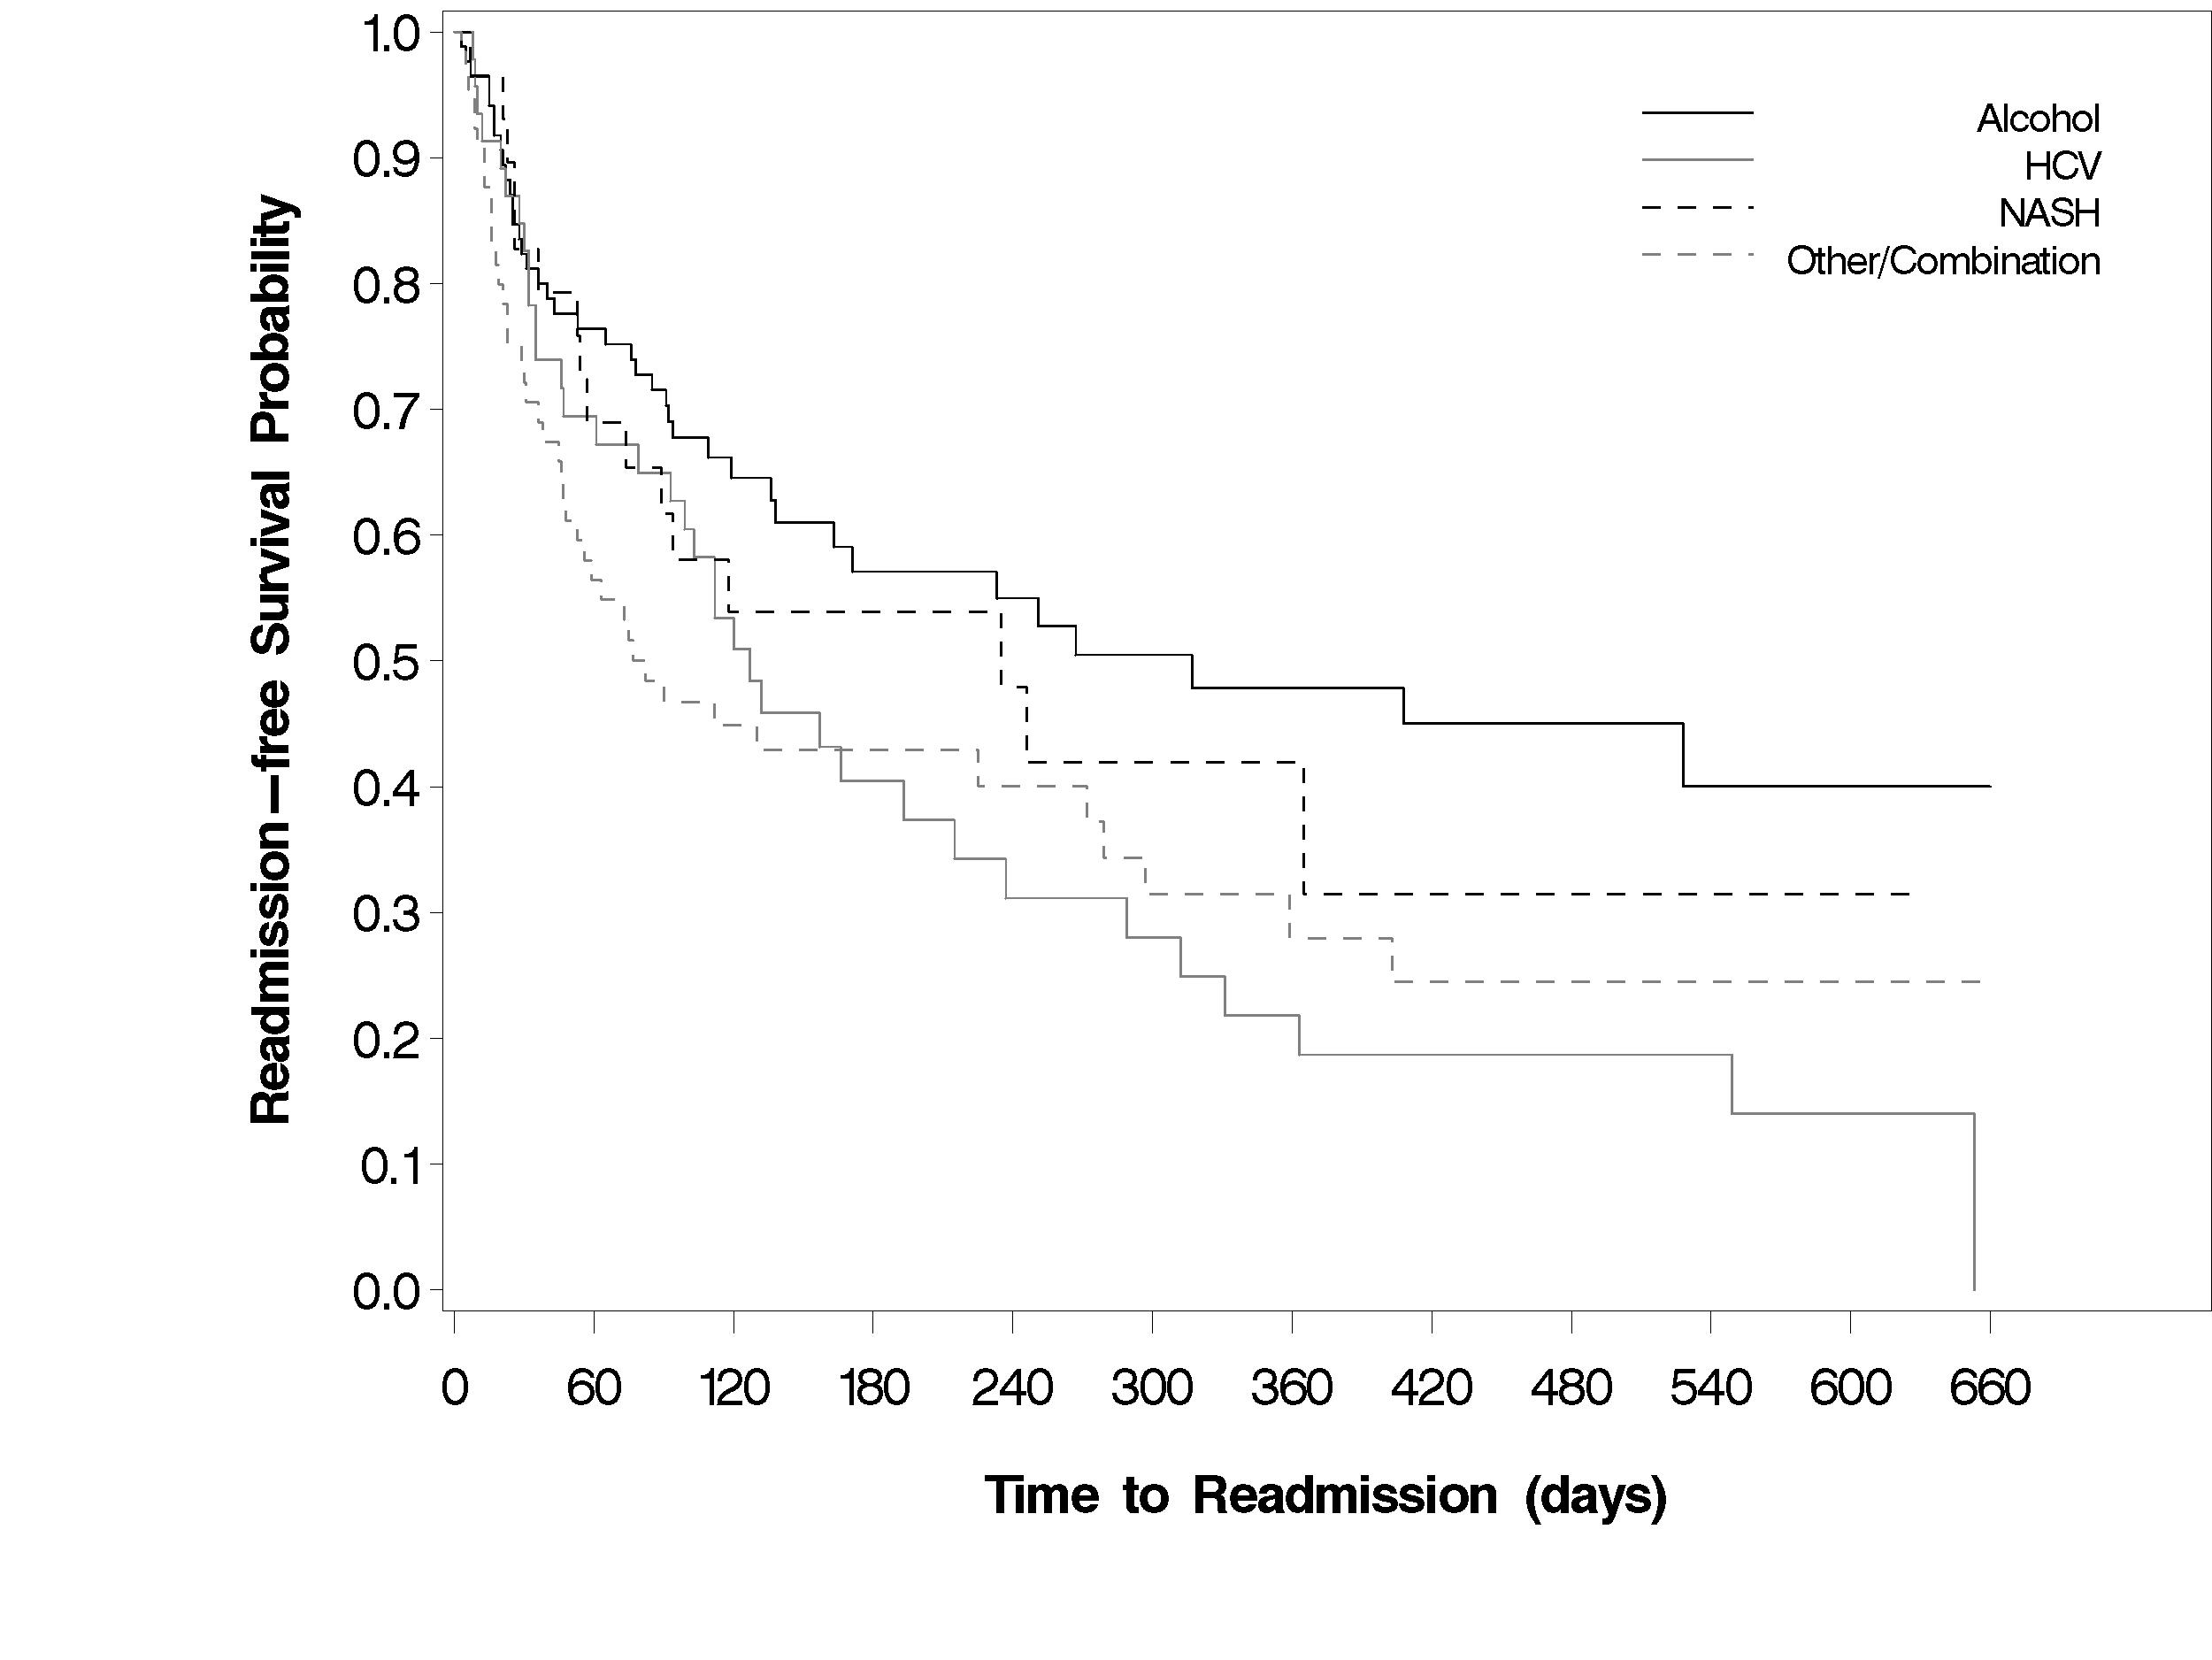 Readmission–free Survival Probability
1.0
0.9
0.8
0.7
0.6
0.5
0.4
0.3
0.2
0.1
0.0
Alcohol
HCV
NASH
Other/Combination
0 60 120 180 240 300 360 420 480 540 600 660
Time to Readmission (days)